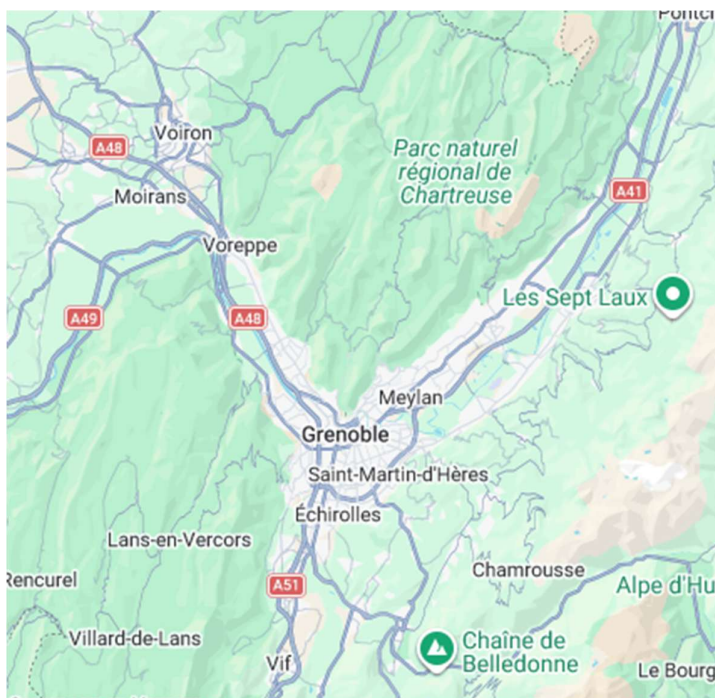 Pontc
Voiron
A48
Parc naturel
régional de
Chartreuse
A41
Moirans
Voreppe
Les Sept Laux
A49
A48
Meylan
Grenoble
Saint-Martin-d'Hères
Échirolles
Lans-en-Vercors
Chamrousse
Rencurel
A51
Alpe d'Hu
Villard-de-Lans
Chaîne de
Belledonne
Vif
Le Bourg